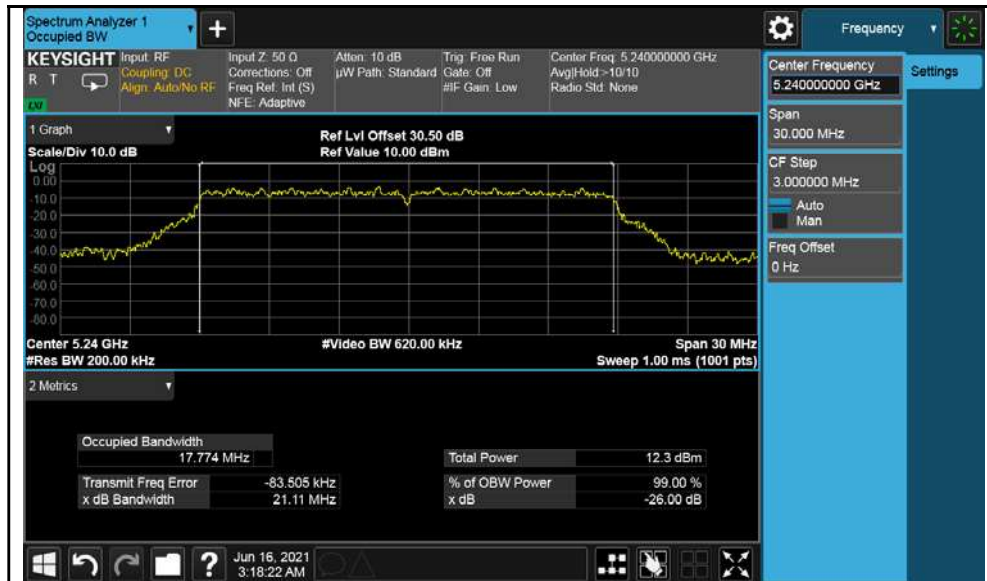 Spectrum Analyzer 1
Occupied BW
+
Frequency
KEYSIGHT
R T
LXI
Input: RF
Coupling: DC
Align: Auto/No RF
Input Z: 50 Ω
Corrections: Off
Freq Ref: Int (S)
NFE: Adaptive
Atten: 10 dB
µW Path: Standard
Trig: Free Run
Gate: Off
#IF Gain: Low
Center Freq: 5.240000000 GHz
Avg|Hold:>10/10
Radio Std: None
Center Frequency
5.240000000 GHz
Settings
Span
30.000 MHz
CF Step
3.000000 MHz
Auto
Man
Freq Offset
0 Hz
1 Graph
Scale/Div 10.0 dB
Ref Lvl Offset 30.50 dB
Ref Value 10.00 dBm
Log
0.00
-10.0
-20.0
-30.0
-40.0
-50.0
-60.0
-70.0
-80.0
Center 5.24 GHz
#Video BW 620.00 kHz
Span 30 MHz
#Res BW 200.00 kHz
Sweep 1.00 ms (1001 pts)
2 Metrics
Occupied Bandwidth
17.774 MHz
Total Power 12.3 dBm
Transmit Freq Error -83.505 kHz
% of OBW Power 99.00 %
x dB Bandwidth 21.11 MHz
x dB -26.00 dB
?
Jun 16, 2021
3:18:22 AM